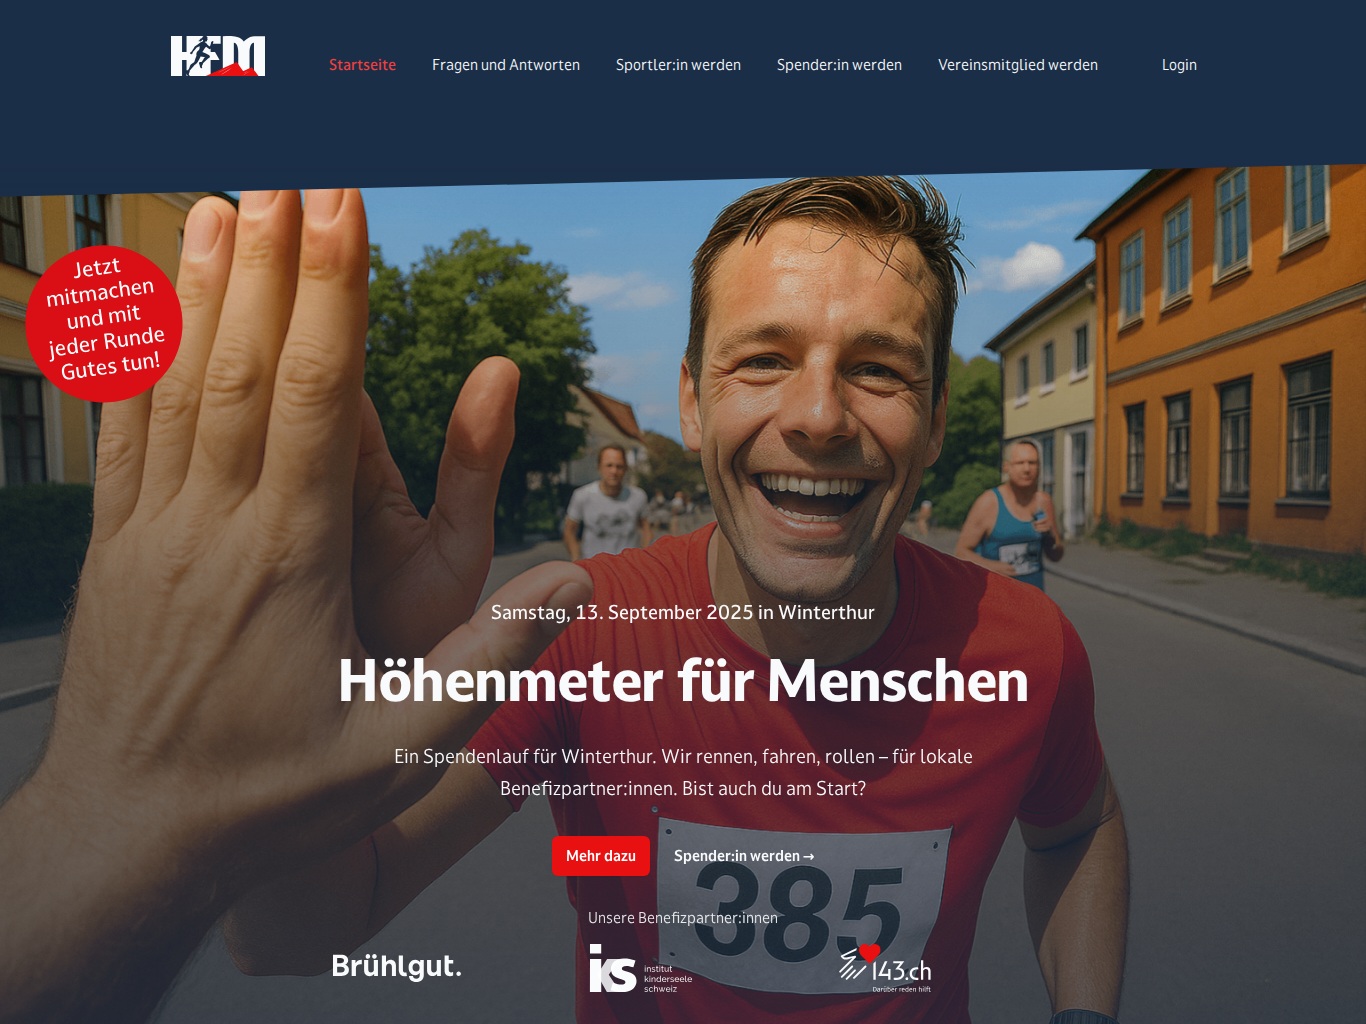 HFM
Startseite
Fragen und Antworten
Sportler:in werden
Spender:in werden
Vereinsmitglied werden
Login
Jetzt
mitmachen
und mit
jeder Runde
Gutes tun!
Samstag, 13. September 2025 in Winterthur
Höhenmeter für Menschen
Ein Spendenlauf für Winterthur. Wir rennen, fahren, rollen – für lokale
Benefizpartner:innen. Bist auch du am Start?
Mehr dazu
Spender:in werden →
385
Unsere Benefizpartner:innen
Brühlgut.
iks
institut
kinderseele
schweiz
143.ch
Darüber reden hilft